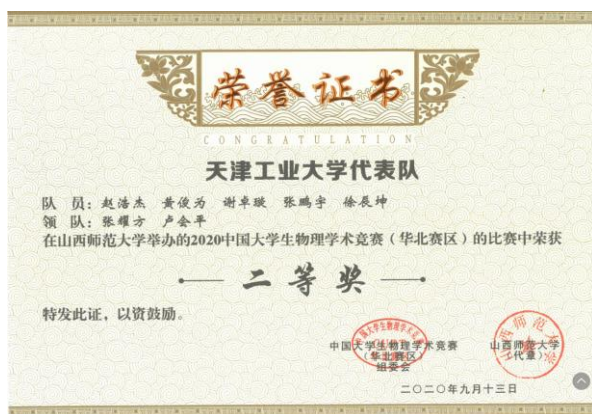 荣誉证书
CONGRATULATION
天津工业大学代表队
队 员：赵浩杰 黄俊为 谢卓璇 张鹏宇 徐辰坤
领 队：张耀方 卢会平
在山西师范大学举办的2020中国大学生物理学术竞赛（华北赛区）的比赛中荣获
二等奖
特发此证，以资鼓励。
中国大学生物理学术竞赛 山西师范大学
（华北赛区） （代章）
组委会
二〇二〇年九月十三日